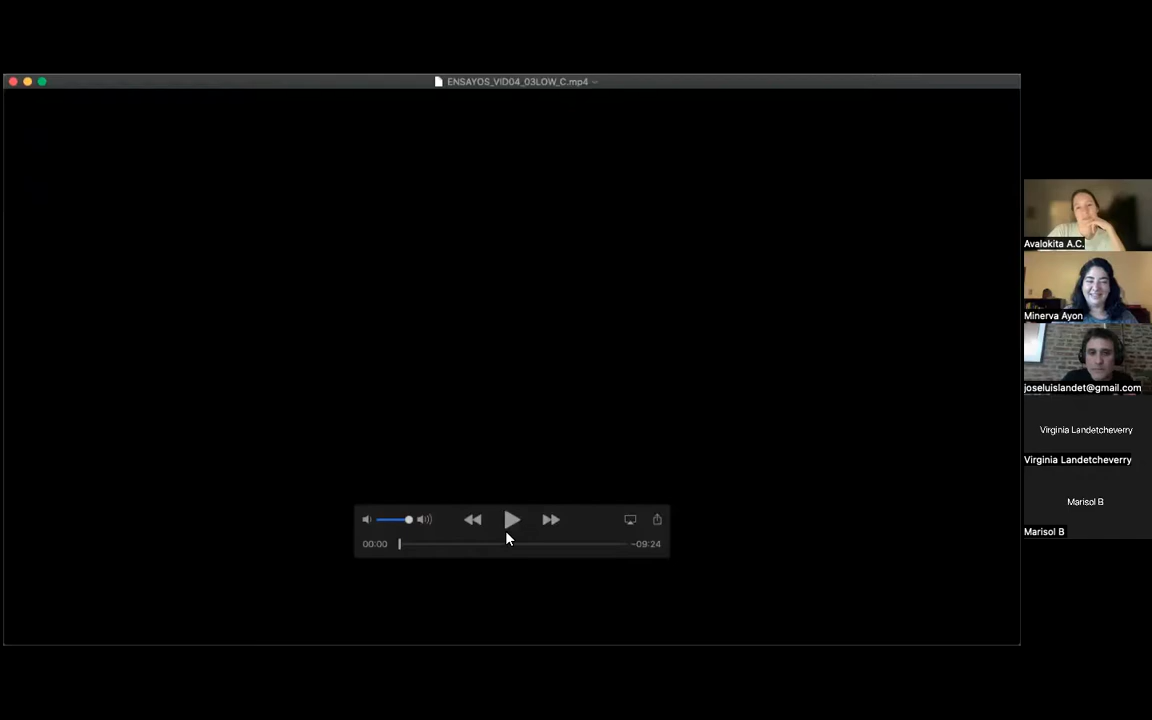 ENSAYOS_VID04_03LOW_C.mp4
Avalokita A.C.
Minerva Ayon
joseluislandet@gmail.com
Virginia Landetcheverry
Virginia Landetcheverry
Marisol B
Marisol B
00:00
-09:24